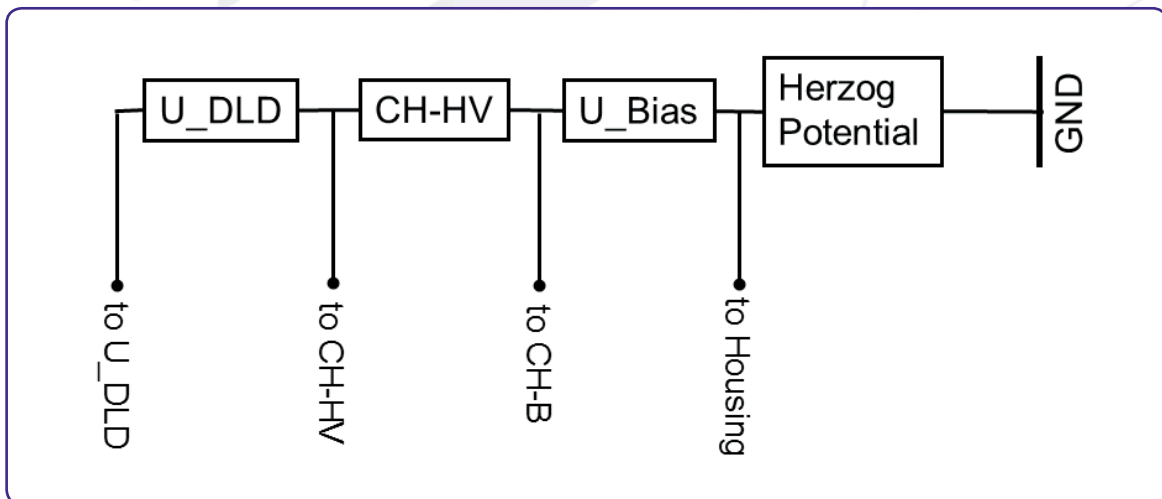 U_DLD
CH-HV
U_Bias
Herzog
Potential
GND
to U_DLD
to CH-HV
to CH-B
to Housing